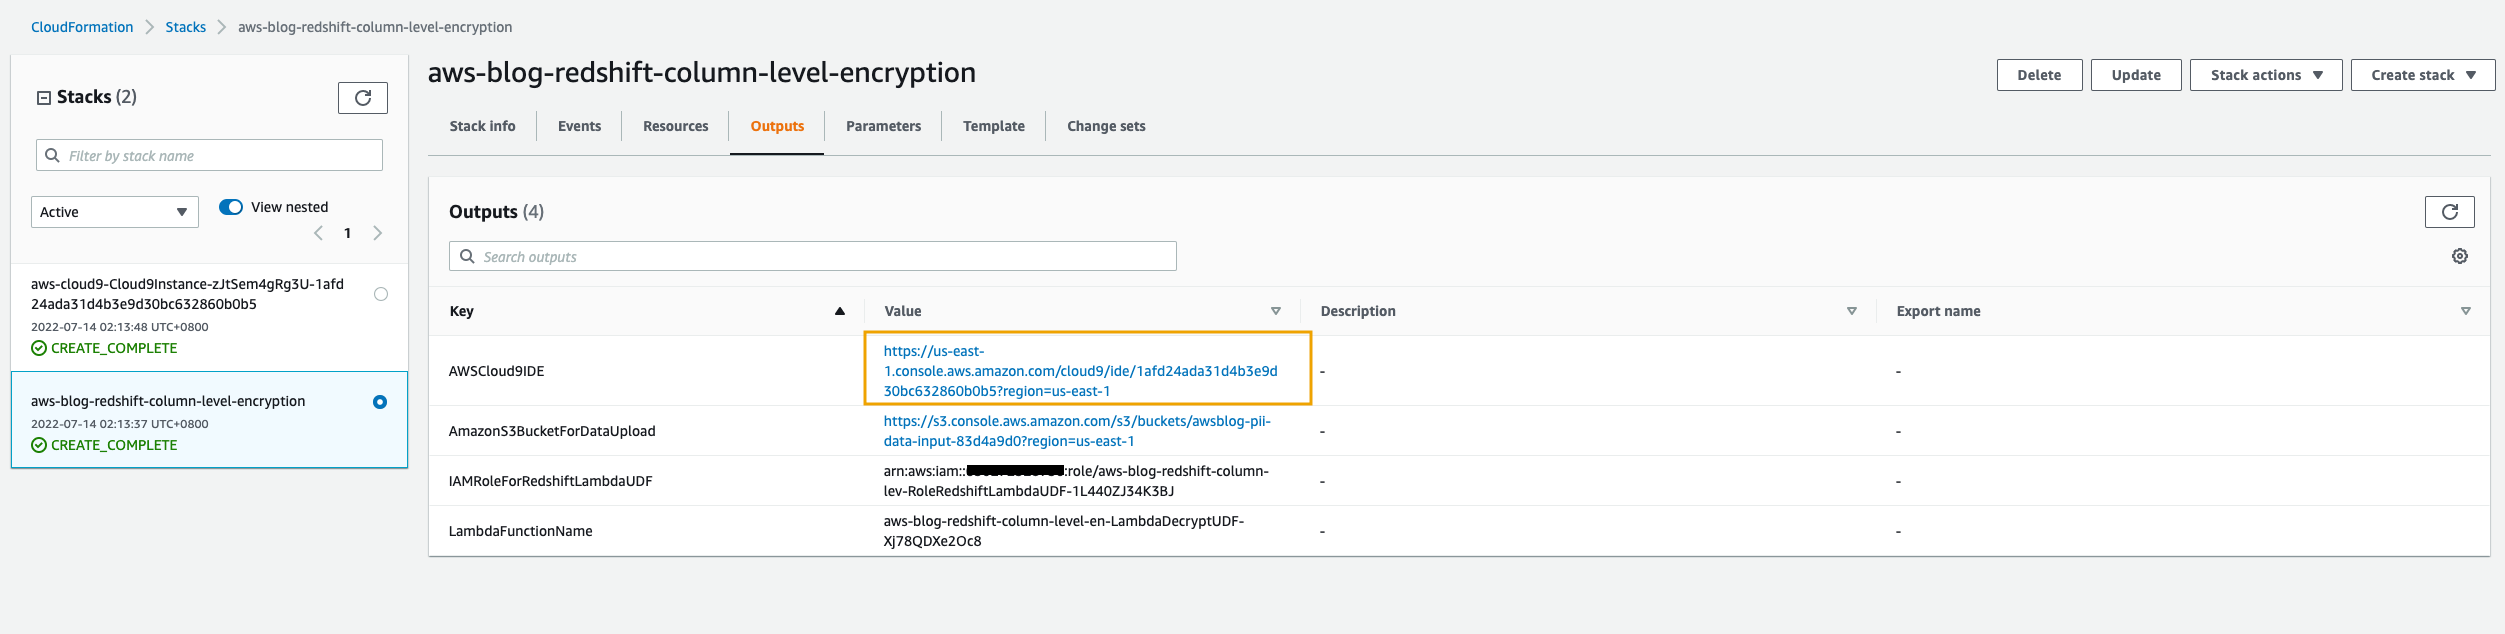 CloudFormation > Stacks > aws-blog-redshift-column-level-encryption
Stacks (2)
Filter by stack name
Active
View nested
1
aws-cloud9-Cloud9Instance-zJtSem4gRg3U-1afd
24ada31d4b3e9d30bc632860b0b5
2022-07-14 02:13:48 UTC+0800
CREATE_COMPLETE
aws-blog-redshift-column-level-encryption
2022-07-14 02:13:37 UTC+0800
CREATE_COMPLETE
aws-blog-redshift-column-level-encryption
Delete Update Stack actions Create stack
Stack info Events Resources Outputs Parameters Template Change sets
Outputs (4)
Search outputs
Key Value Description Export name
AWSCloud9IDE
https://us-east-
1.console.aws.amazon.com/cloud9/ide/1afd24ada31d4b3e9d
30bc632860b0b5?region=us-east-1
- -
AmazonS3BucketForDataUpload
https://s3.console.aws.amazon.com/s3/buckets/awsblog-pii-
data-input-83d4a9d0?region=us-east-1
- -
IAMRoleForRedshiftLambdaUDF
arn:aws:iam:: :role/aws-blog-redshift-column-
lev-RoleRedshiftLambdaUDF-1L440ZJ34K3BJ
- -
LambdaFunctionName
aws-blog-redshift-column-level-en-LambdaDecryptUDF-
Xj78QDXe2Oc8
- -